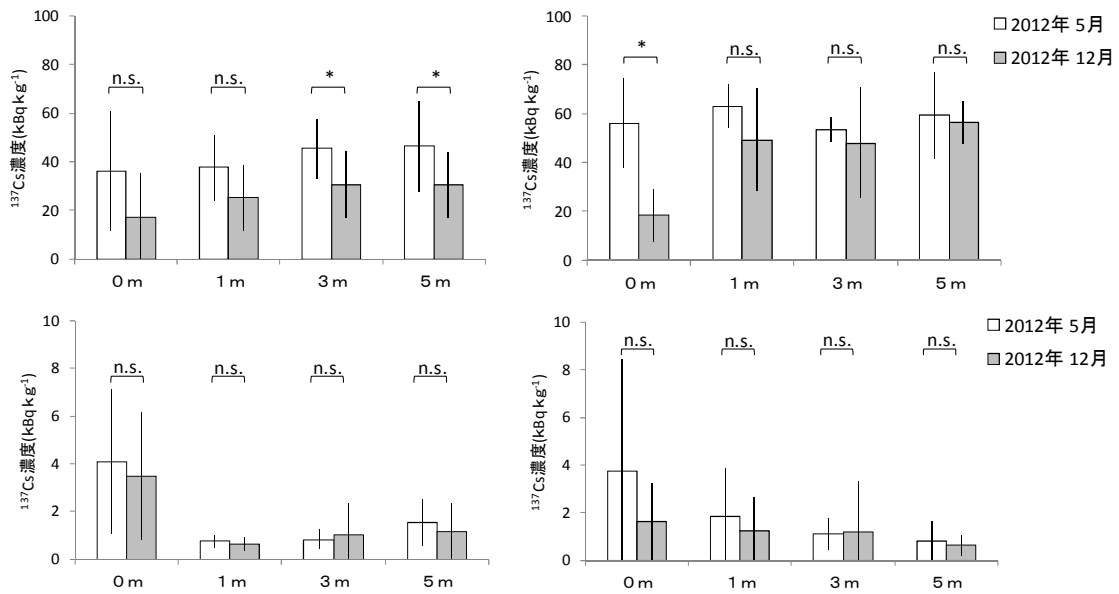 100
80
60
40
20
0
¹³⁷Cs濃度(kBq kg⁻¹)
n.s.
n.s.
*
*
0 m
1 m
3 m
5 m
100
80
60
40
20
0
¹³⁷Cs濃度(kBq kg⁻¹)
*
n.s.
n.s.
n.s.
0 m
1 m
3 m
5 m
2012年 5月
2012年 12月
10
8
6
4
2
0
¹³⁷Cs濃度(kBq kg⁻¹)
n.s.
n.s.
n.s.
n.s.
0 m
1 m
3 m
5 m
10
8
6
4
2
0
¹³⁷Cs濃度(kBq kg⁻¹)
n.s.
n.s.
n.s.
n.s.
0 m
1 m
3 m
5 m
2012年 5月
2012年 12月